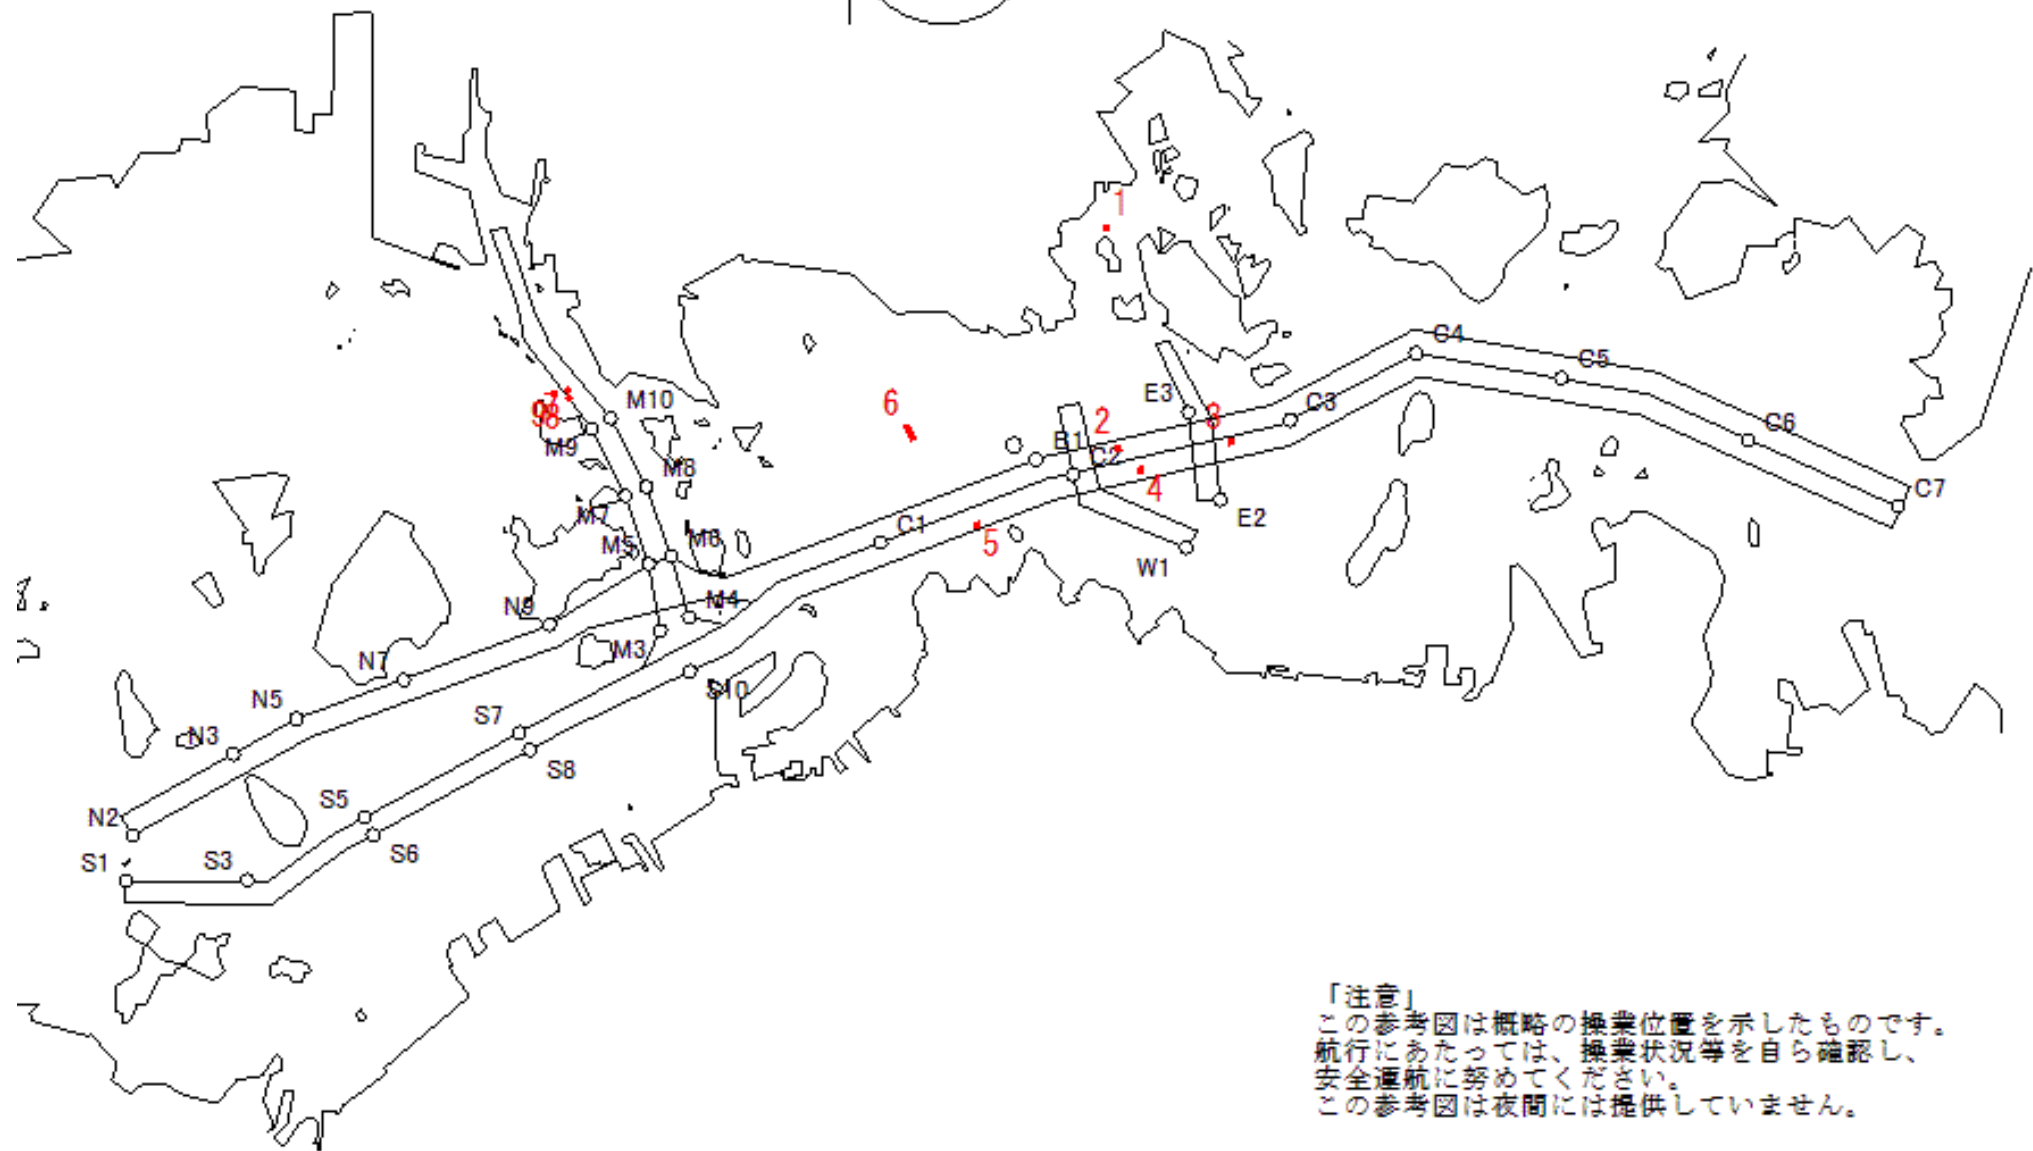 1
C4
C5
E3
2
3
C3
6
M10
7
98
M9
B1
C2
C6
M8
4
C7
M7
E2
C1
M5
M6
5
W1
N9
M4
M3
N7
S10
N5
S7
N3
S8
S5
N2
S6
S1
S3
「注意」
この参考図は概略の操業位置を示したものです。
航行にあたっては、操業状況等を自ら確認し、
安全運航に努めてください。
この参考図は夜間には提供していません。